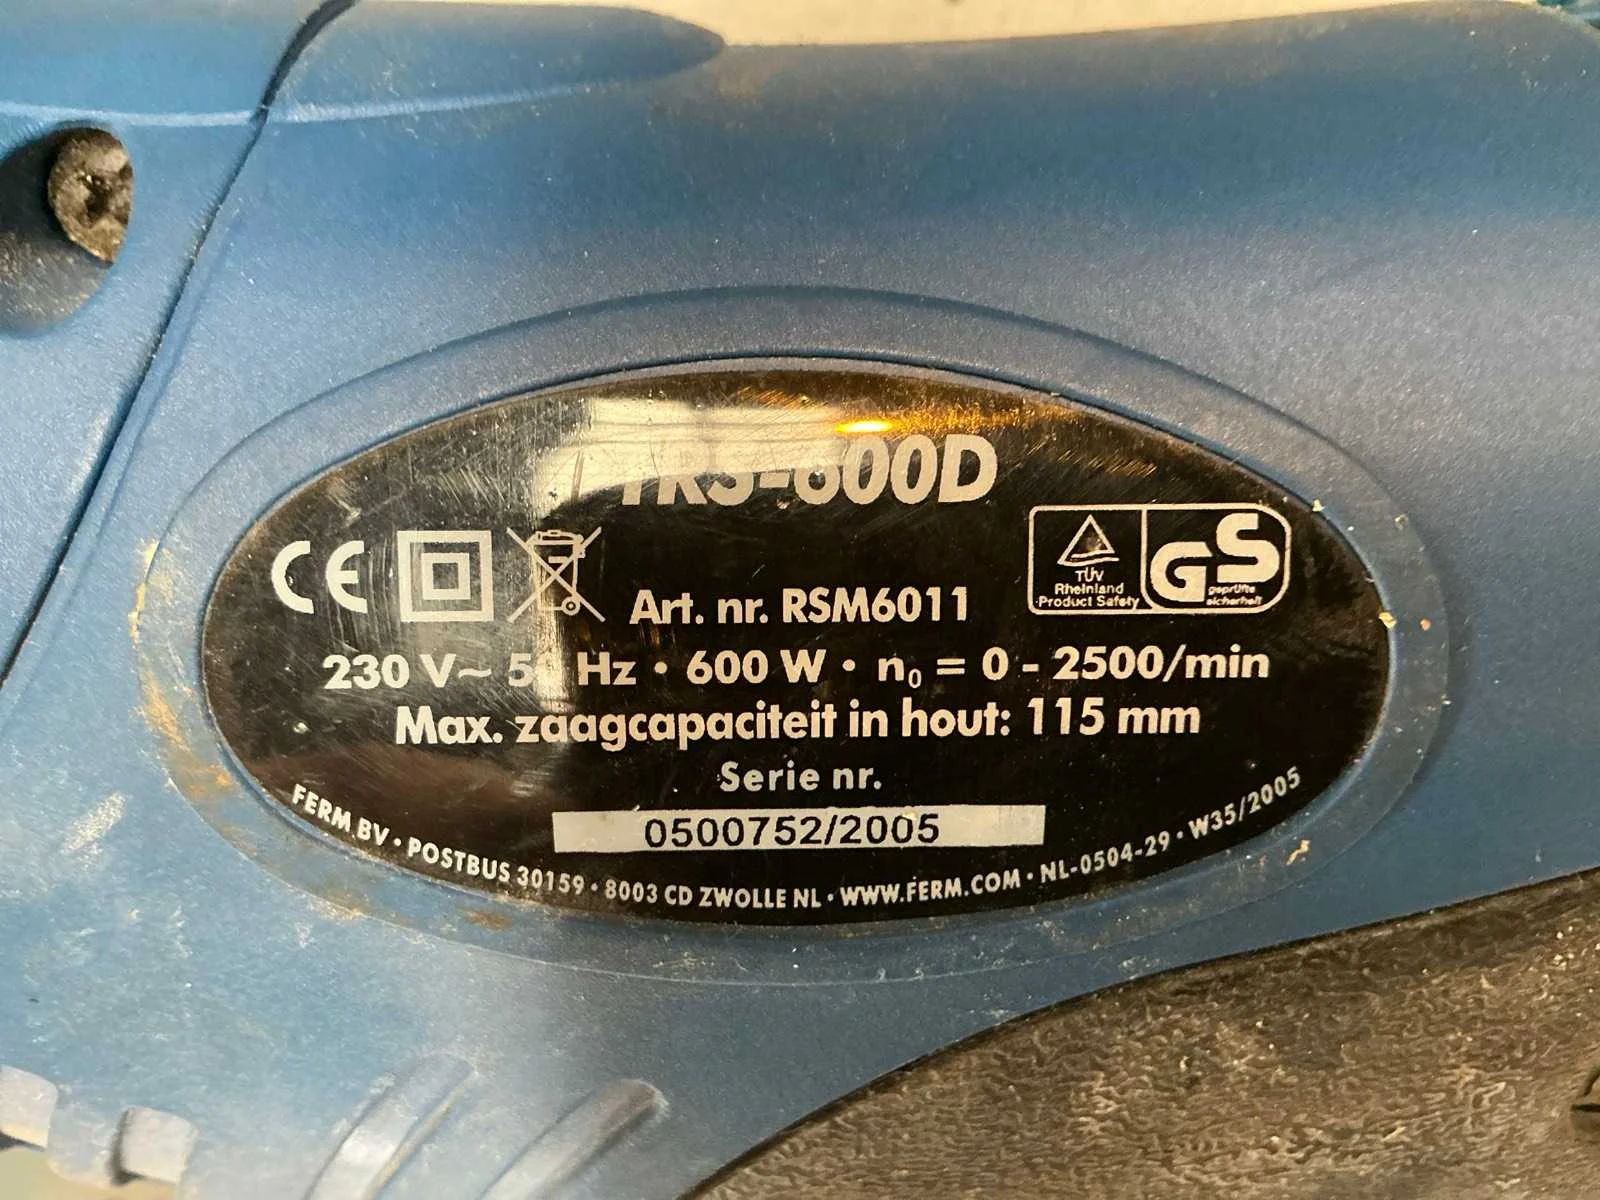 -600D
CE
Art. nr. RSM6011
TÜV
Rheinland
Product Safety
GS
geprüfte
sicherheit
230 V~ Hz · 600 W · n₀ = 0 - 2500/min
Max. zaagcapaciteit in hout: 115 mm
Serie nr.
0500752/2005
FERM BV · POSTBUS 30159 · 8003 CD ZWOLLE NL · WWW.FERM.COM · NL-0504-29 · W35/2005